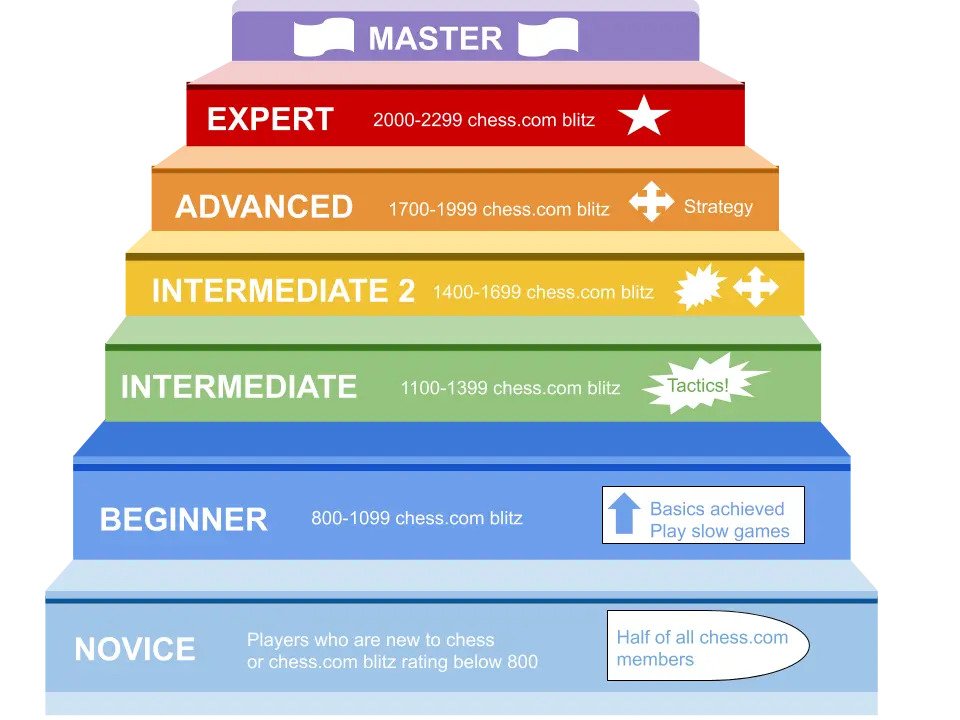 MASTER
EXPERT 2000-2299 chess.com blitz
ADVANCED 1700-1999 chess.com blitz Strategy
INTERMEDIATE 2 1400-1699 chess.com blitz
INTERMEDIATE 1100-1399 chess.com blitz Tactics!
BEGINNER 800-1099 chess.com blitz
Basics achieved
Play slow games
NOVICE
Players who are new to chess
or chess.com blitz rating below 800
Half of all chess.com
members